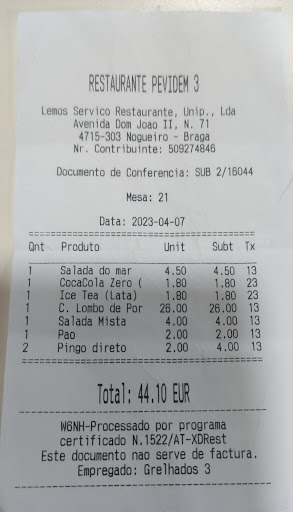 RESTAURANTE PEVIDEM 3
Lemos Servico Restaurante, Unip., Lda
Avenida Dom Joao II, N. 71
4715-303 Nogueiro - Braga
Nr. Contribuinte: 509274846
Documento de Conferencia: SUB 2/16044
Mesa: 21
Data: 2023-04-07
Qnt Produto Unit Subt Tx
1 Salada do mar 4.50 4.50 13
1 CocaCola Zero ( 1.80 1.80 23
1 Ice Tea (Lata) 1.80 1.80 23
1 C. Lombo de Por 26.00 26.00 13
1 Salada Mista 4.00 4.00 13
1 Pao 2.00 2.00 13
2 Pingo direto 2.00 4.00 13
Total: 44.10 EUR
W6NH-Processado por programa
certificado N.1522/AT-XDRest
Este documento nao serve de factura.
Empregado: Grelhados 3